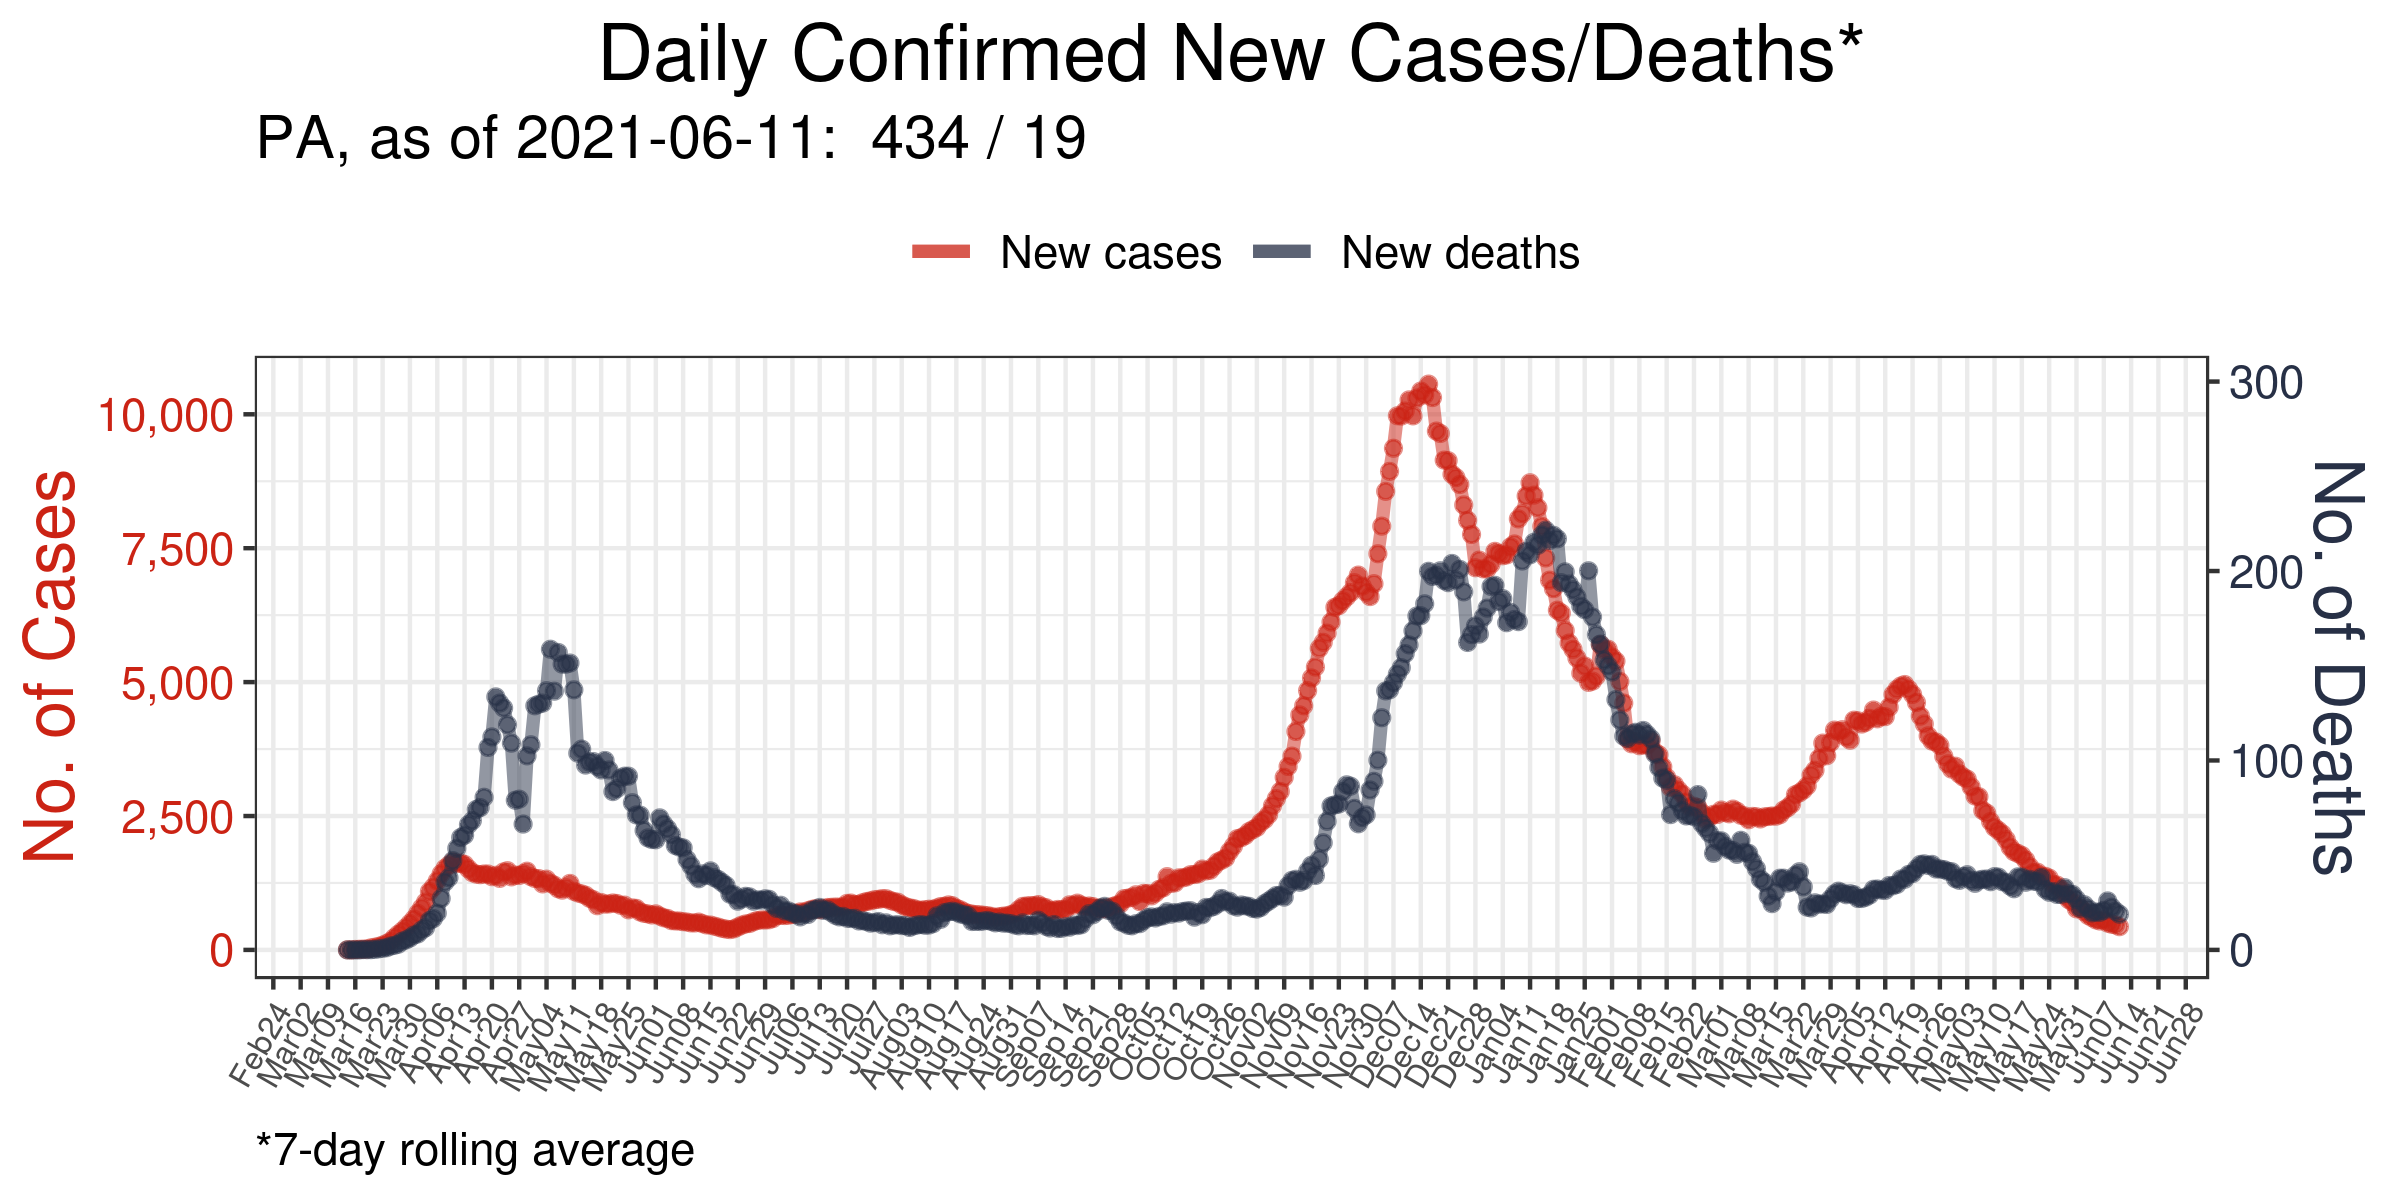 Daily Confirmed New Cases/Deaths*
PA, as of 2021-06-11:  434 / 19
New cases
New deaths
No. of Cases
10,000
7,500
5,000
2,500
0
300
200
100
0
No. of Deaths
Feb24
Mar02
Mar09
Mar16
Mar23
Mar30
Apr06
Apr13
Apr20
Apr27
May04
May11
May18
May25
Jun01
Jun08
Jun15
Jun22
Jun29
Jul06
Jul13
Jul20
Jul27
Aug03
Aug10
Aug17
Aug24
Aug31
Sep07
Sep14
Sep21
Sep28
Oct05
Oct12
Oct19
Oct26
Nov02
Nov09
Nov16
Nov23
Nov30
Dec07
Dec14
Dec21
Dec28
Jan04
Jan11
Jan18
Jan25
Feb01
Feb08
Feb15
Feb22
Mar01
Mar08
Mar15
Mar22
Mar29
Apr05
Apr12
Apr19
Apr26
May03
May10
May17
May24
May31
Jun07
Jun14
Jun21
Jun28
*7-day rolling average